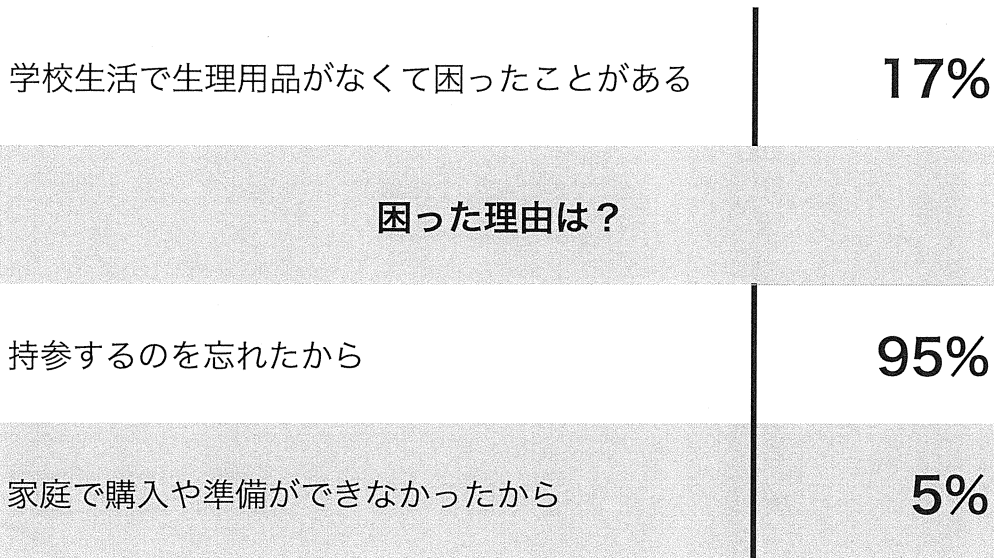 学校生活で生理用品がなくて困ったことがある 17%
困った理由は？
持参するのを忘れたから 95%
家庭で購入や準備ができなかったから 5%